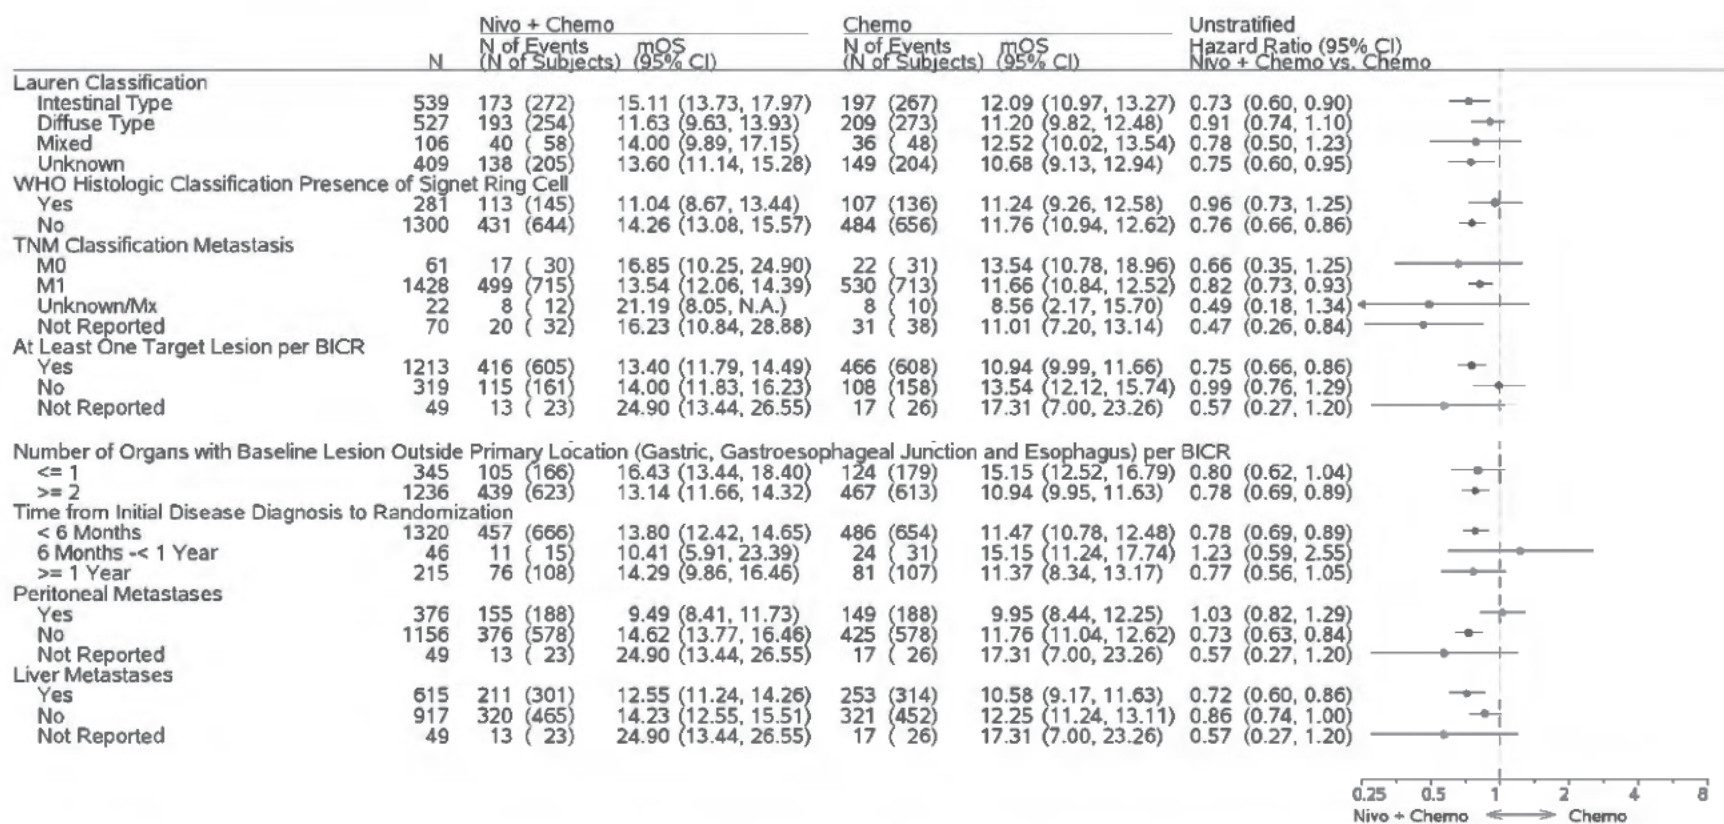 Nivo + Chemo Chemo Unstratified
N of Events mOS N of Events mOS Hazard Ratio (95% CI)
N (N of Subjects) (95% CI) (N of Subjects) (95% CI) Nivo + Chemo vs. Chemo
Lauren Classification
Intestinal Type 539 173 (272) 15.11 (13.73, 17.97) 197 (267) 12.09 (10.97, 13.27) 0.73 (0.60, 0.90)
Diffuse Type 527 193 (254) 11.63 (9.63, 13.93) 209 (273) 11.20 (9.82, 12.48) 0.91 (0.74, 1.10)
Mixed 106 40 ( 58) 14.00 (9.89, 17.15) 36 ( 48) 12.52 (10.02, 13.54) 0.78 (0.50, 1.23)
Unknown 409 138 (205) 13.60 (11.14, 15.28) 149 (204) 10.68 (9.13, 12.94) 0.75 (0.60, 0.95)
WHO Histologic Classification Presence of Signet Ring Cell
Yes 281 113 (145) 11.04 (8.67, 13.44) 107 (136) 11.24 (9.26, 12.58) 0.96 (0.73, 1.25)
No 1300 431 (644) 14.26 (13.08, 15.57) 484 (656) 11.76 (10.94, 12.62) 0.76 (0.66, 0.86)
TNM Classification Metastasis
M0 61 17 ( 30) 16.85 (10.25, 24.90) 22 ( 31) 13.54 (10.78, 18.96) 0.66 (0.35, 1.25)
M1 1428 499 (715) 13.54 (12.06, 14.39) 530 (713) 11.66 (10.84, 12.52) 0.82 (0.73, 0.93)
Unknown/Mx 22 8 ( 12) 21.19 (8.05, N.A.) 8 ( 10) 8.56 (2.17, 15.70) 0.49 (0.18, 1.34)
Not Reported 70 20 ( 32) 16.23 (10.84, 28.88) 31 ( 38) 11.01 (7.20, 13.14) 0.47 (0.26, 0.84)
At Least One Target Lesion per BICR
Yes 1213 416 (605) 13.40 (11.79, 14.49) 466 (608) 10.94 (9.99, 11.66) 0.75 (0.66, 0.86)
No 319 115 (161) 14.00 (11.83, 16.23) 108 (158) 13.54 (12.12, 15.74) 0.99 (0.76, 1.29)
Not Reported 49 13 ( 23) 24.90 (13.44, 26.55) 17 ( 26) 17.31 (7.00, 23.26) 0.57 (0.27, 1.20)
Number of Organs with Baseline Lesion Outside Primary Location (Gastric, Gastroesophageal Junction and Esophagus) per BICR
<= 1 345 105 (166) 16.43 (13.44, 18.40) 124 (179) 15.15 (12.52, 16.79) 0.80 (0.62, 1.04)
>= 2 1236 439 (623) 13.14 (11.66, 14.32) 467 (613) 10.94 (9.95, 11.63) 0.78 (0.69, 0.89)
Time from Initial Disease Diagnosis to Randomization
< 6 Months 1320 457 (666) 13.80 (12.42, 14.65) 486 (654) 11.47 (10.78, 12.48) 0.78 (0.69, 0.89)
6 Months -< 1 Year 46 11 ( 15) 10.41 (5.91, 23.39) 24 ( 31) 15.15 (11.24, 17.74) 1.23 (0.59, 2.55)
>= 1 Year 215 76 (108) 14.29 (9.86, 16.46) 81 (107) 11.37 (8.34, 13.17) 0.77 (0.56, 1.05)
Peritoneal Metastases
Yes 376 155 (188) 9.49 (8.41, 11.73) 149 (188) 9.95 (8.44, 12.25) 1.03 (0.82, 1.29)
No 1156 376 (578) 14.62 (13.77, 16.46) 425 (578) 11.76 (11.04, 12.62) 0.73 (0.63, 0.84)
Not Reported 49 13 ( 23) 24.90 (13.44, 26.55) 17 ( 26) 17.31 (7.00, 23.26) 0.57 (0.27, 1.20)
Liver Metastases
Yes 615 211 (301) 12.55 (11.24, 14.26) 253 (314) 10.58 (9.17, 11.63) 0.72 (0.60, 0.86)
No 917 320 (465) 14.23 (12.55, 15.51) 321 (452) 12.25 (11.24, 13.11) 0.86 (0.74, 1.00)
Not Reported 49 13 ( 23) 24.90 (13.44, 26.55) 17 ( 26) 17.31 (7.00, 23.26) 0.57 (0.27, 1.20)
0.25 0.5 1 2 4 8
Nivo + Chemo Chemo